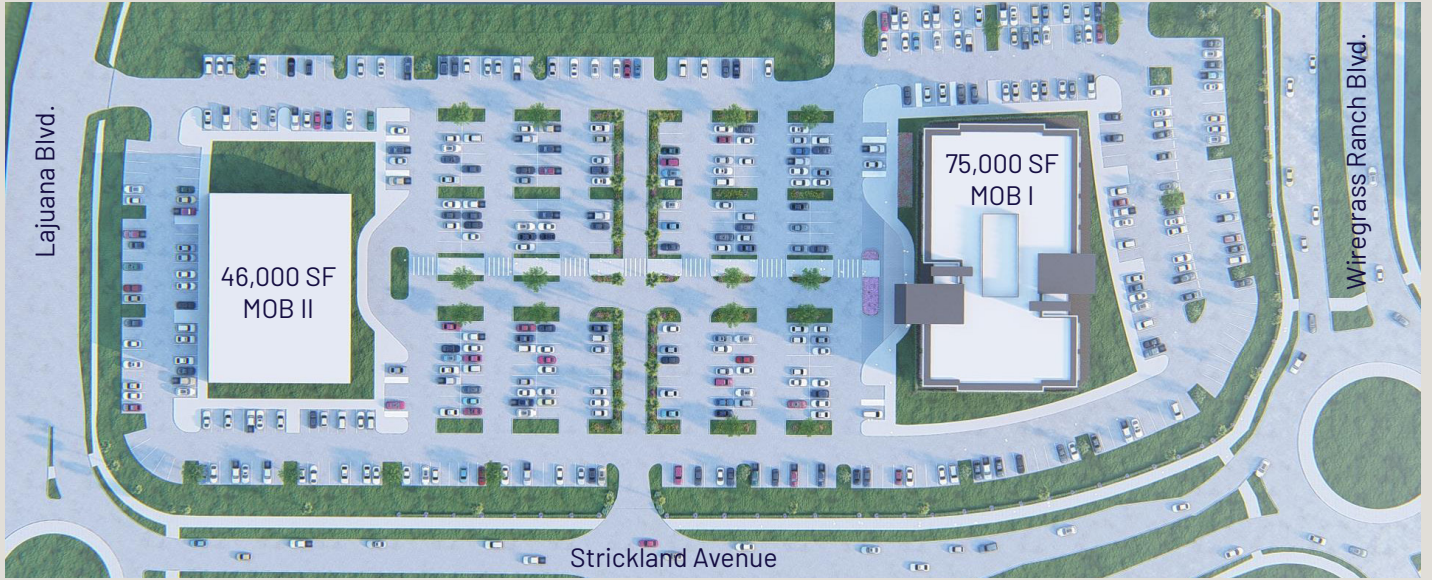 Lajuana Blvd.
46,000 SF
MOB II
75,000 SF
MOB I
Wiregrass Ranch Blvd.
Strickland Avenue